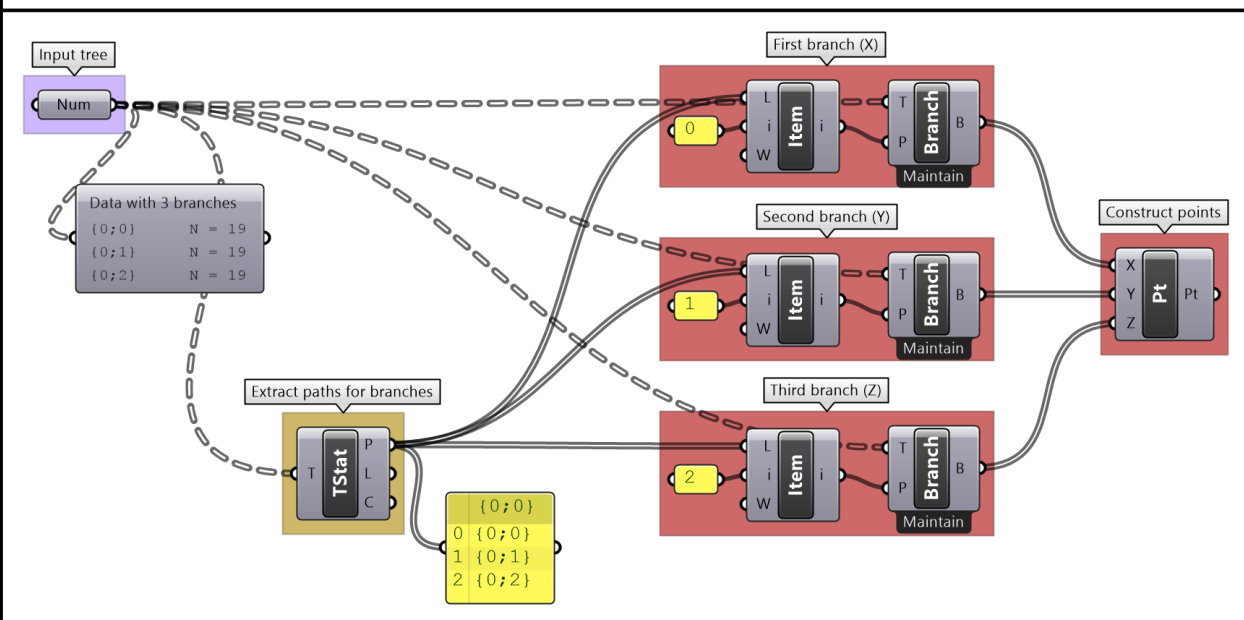 Input tree
Num
Data with 3 branches
{0;0} N = 19
{0;1} N = 19
{0;2} N = 19
Extract paths for branches
T TStat P
L
C
{0;0}
0 {0;0}
1 {0;1}
2 {0;2}
First branch (X)
0
L Item i
i
W
T Branch B
P
Maintain
Second branch (Y)
1
L Item i
i
W
T Branch B
P
Maintain
Third branch (Z)
2
L Item i
i
W
T Branch B
P
Maintain
Construct points
X
Y Pt Pt
Z